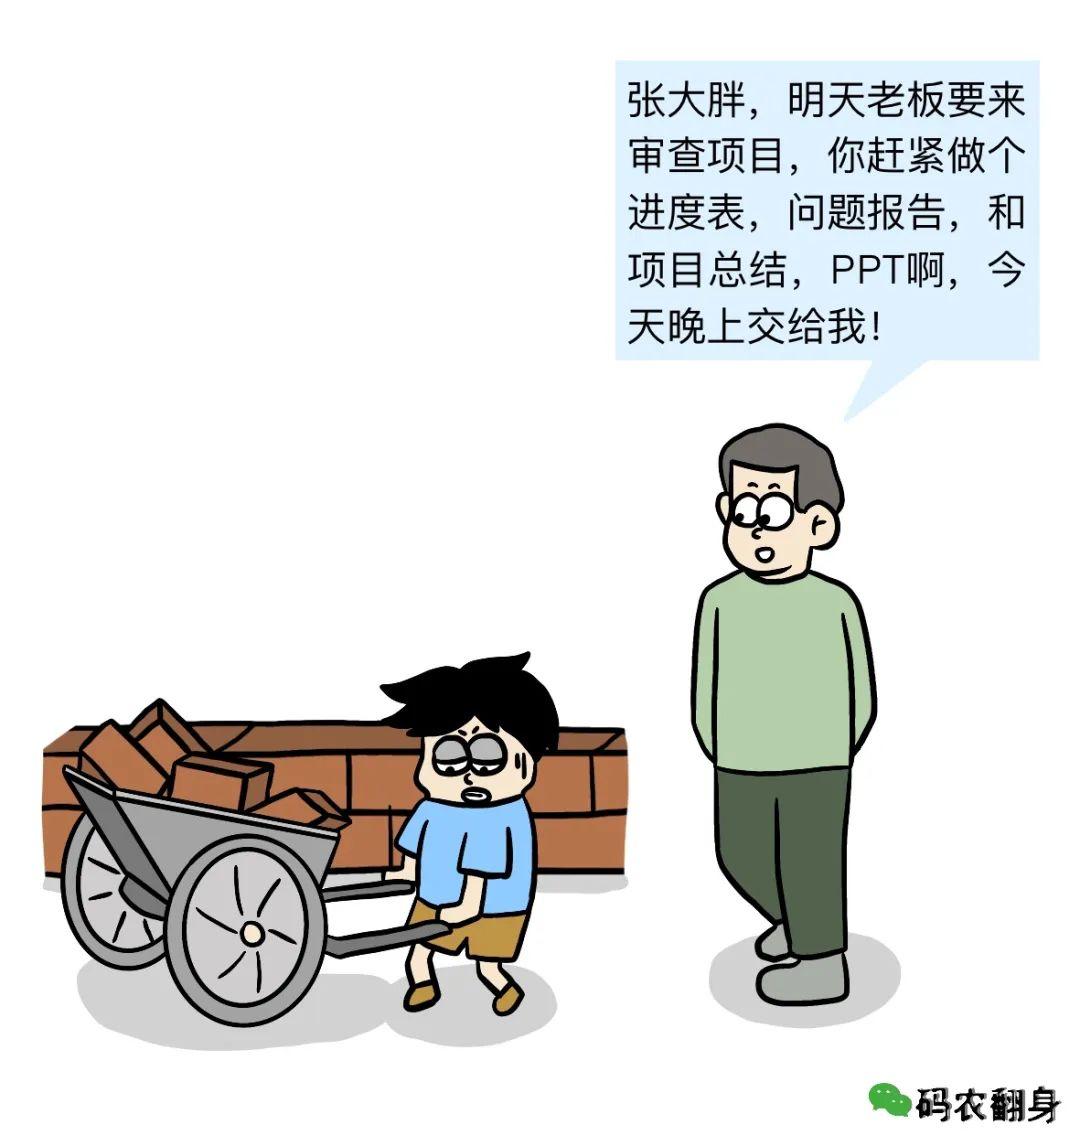 张大胖，明天老板要来
审查项目，你赶紧做个
进度表，问题报告，和
项目总结，PPT啊，今
天晚上交给我！
码农翻身